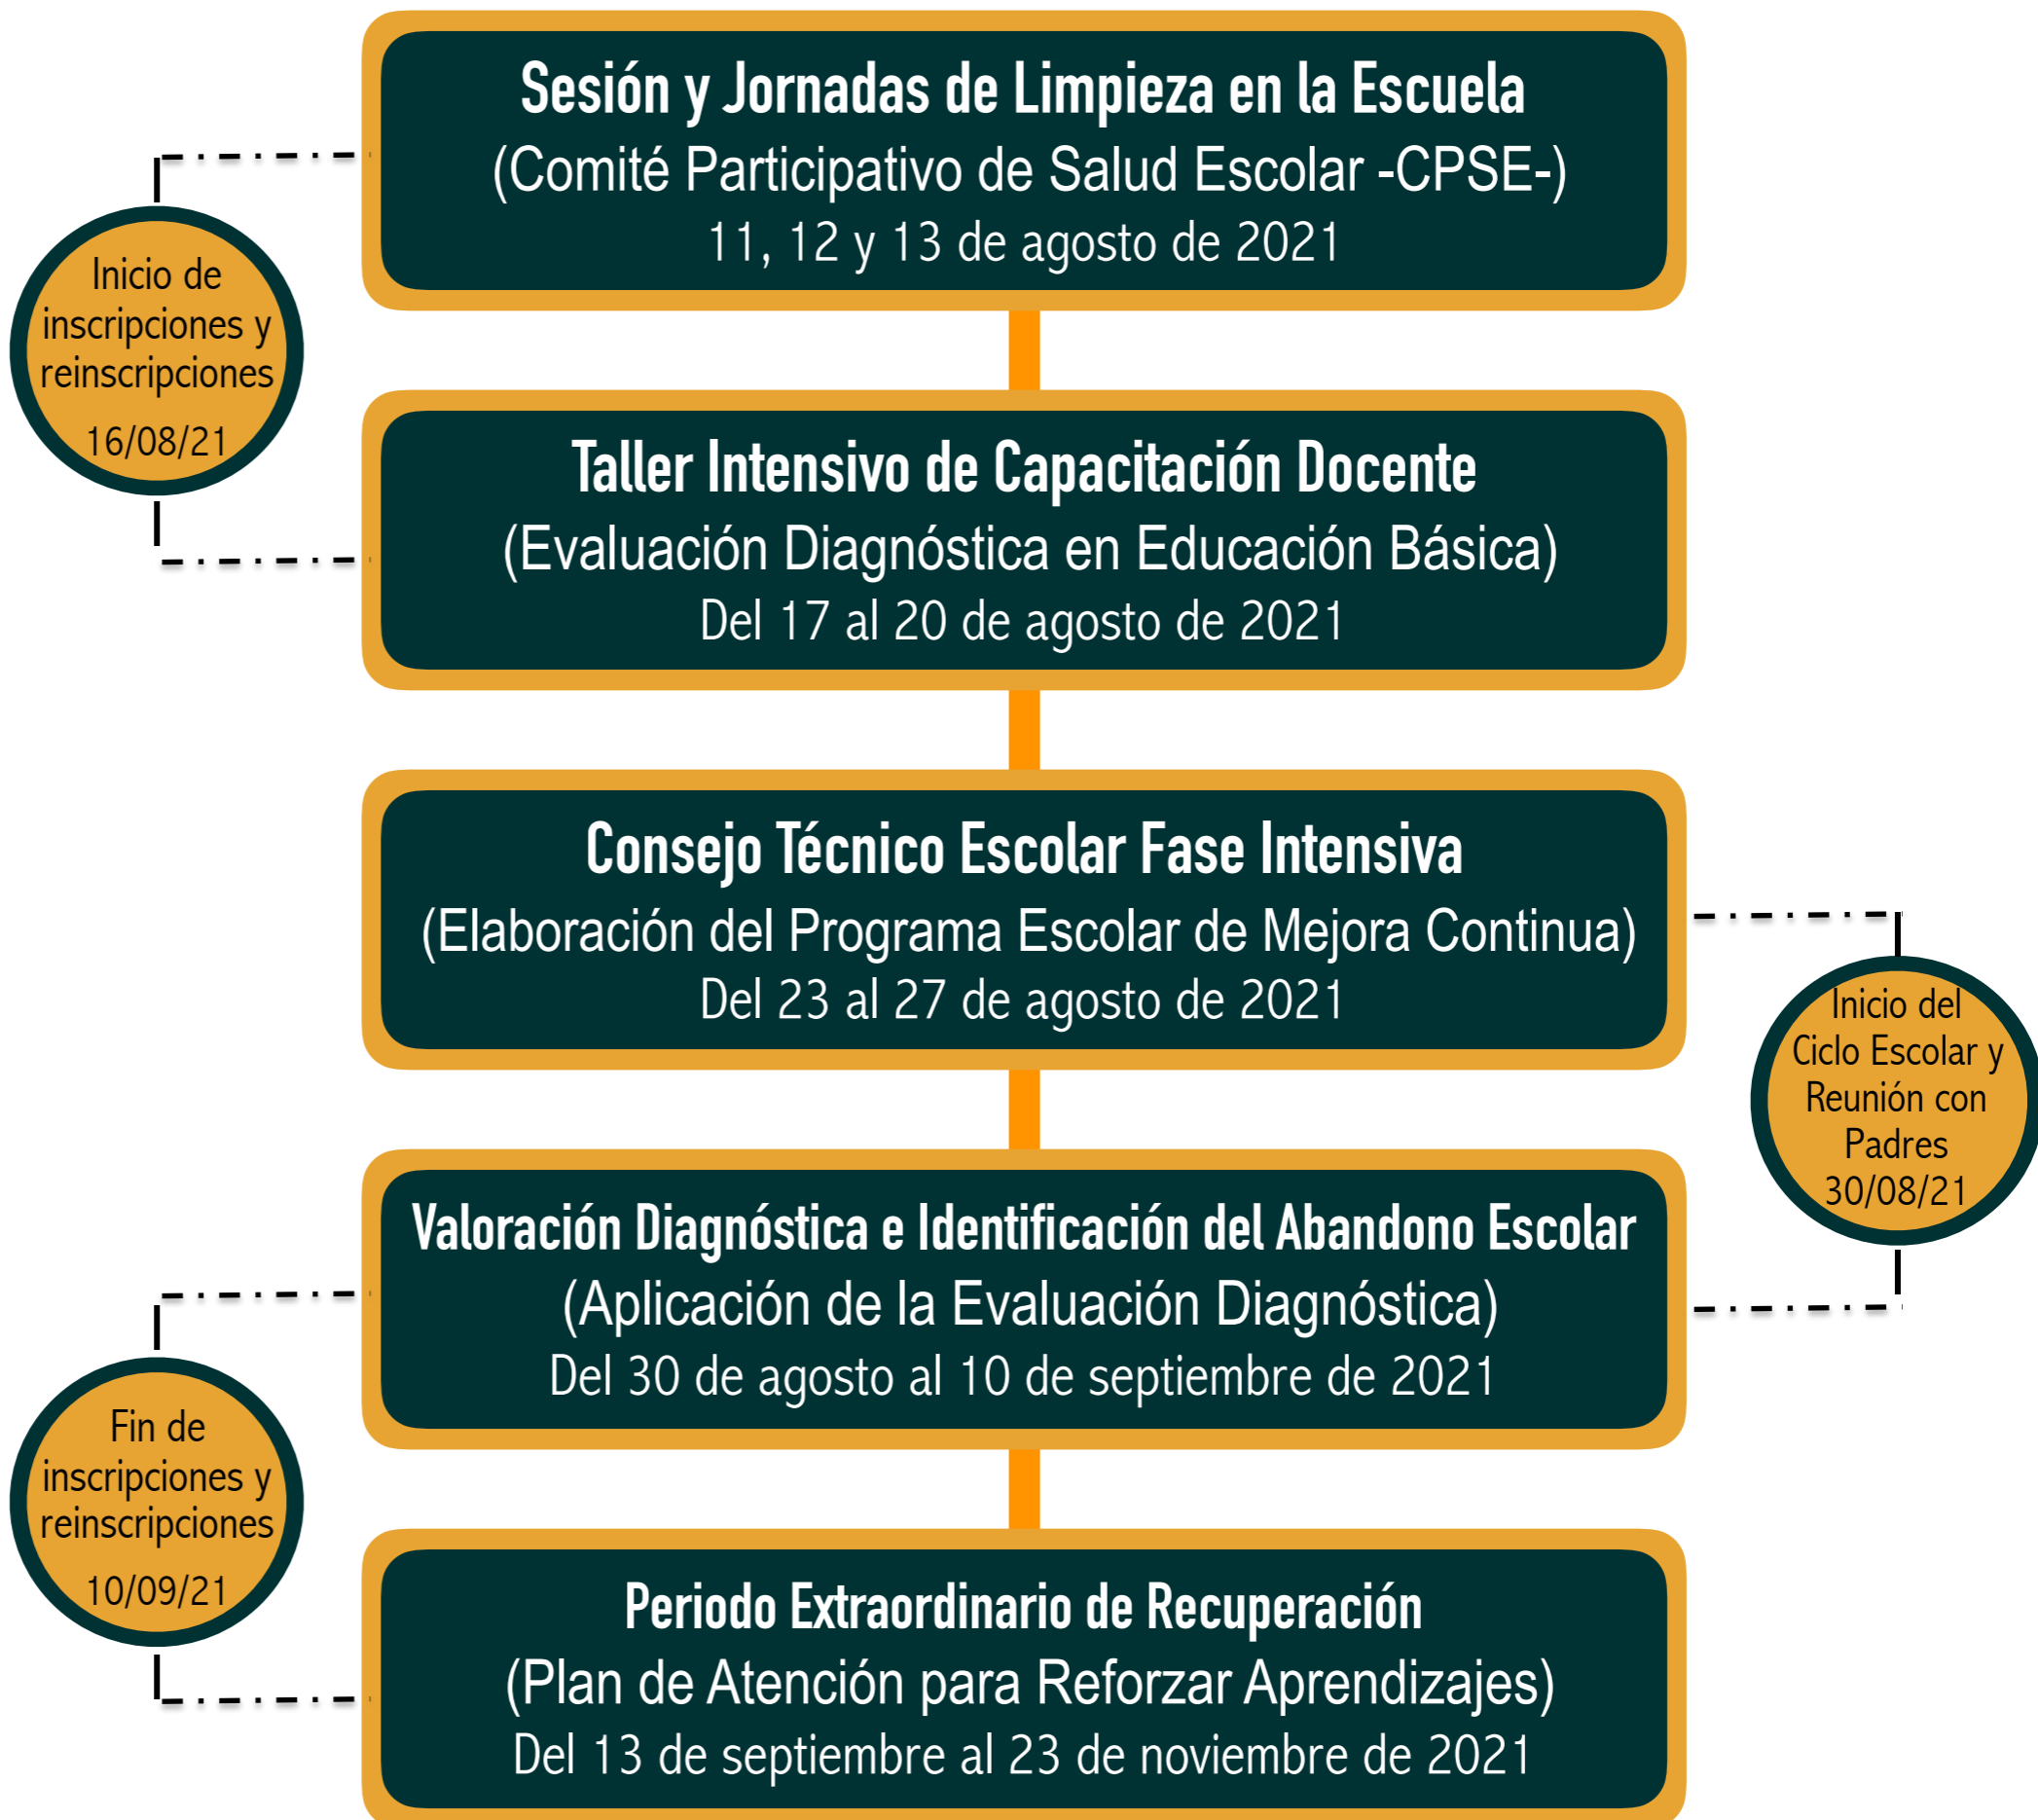 Sesión y Jornadas de Limpieza en la Escuela
(Comité Participativo de Salud Escolar -CPSE-)
11, 12 y 13 de agosto de 2021
Inicio de
inscripciones y
reinscripciones
16/08/21
Taller Intensivo de Capacitación Docente
(Evaluación Diagnóstica en Educación Básica)
Del 17 al 20 de agosto de 2021
Consejo Técnico Escolar Fase Intensiva
(Elaboración del Programa Escolar de Mejora Continua)
Del 23 al 27 de agosto de 2021
Inicio del
Ciclo Escolar y
Reunión con
Padres
30/08/21
Valoración Diagnóstica e Identificación del Abandono Escolar
(Aplicación de la Evaluación Diagnóstica)
Del 30 de agosto al 10 de septiembre de 2021
Fin de
inscripciones y
reinscripciones
10/09/21
Periodo Extraordinario de Recuperación
(Plan de Atención para Reforzar Aprendizajes)
Del 13 de septiembre al 23 de noviembre de 2021